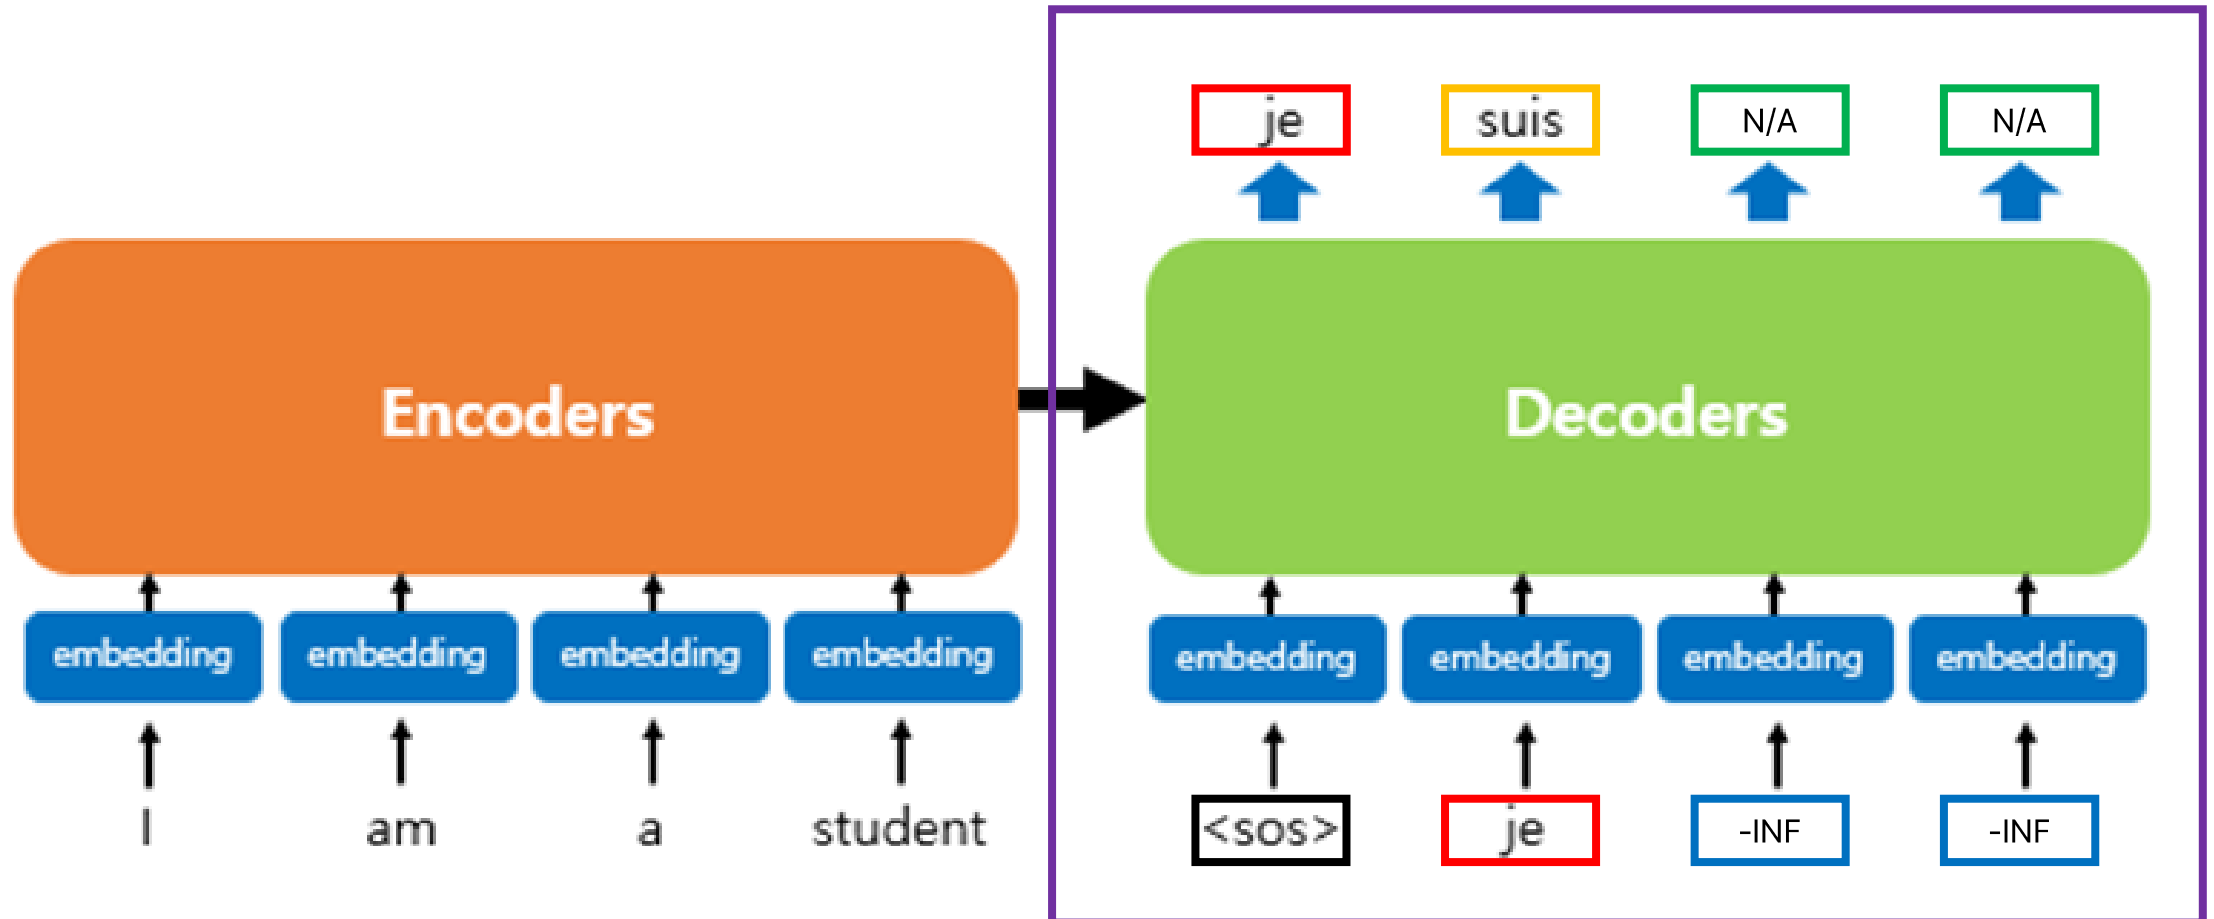 je suis N/A N/A
Encoders
Decoders
embedding embedding embedding embedding
embedding embedding embedding embedding
I am a student
<sos> je -INF -INF